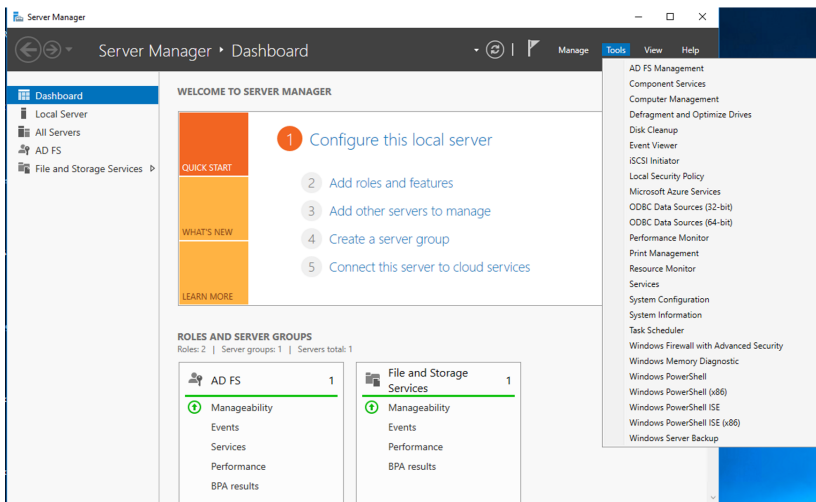 Server Manager
Server Manager • Dashboard
Manage Tools View Help
Dashboard
Local Server
All Servers
AD FS
File and Storage Services
WELCOME TO SERVER MANAGER
QUICK START
WHAT'S NEW
LEARN MORE
1 Configure this local server
2 Add roles and features
3 Add other servers to manage
4 Create a server group
5 Connect this server to cloud services
ROLES AND SERVER GROUPS
Roles: 2 | Server groups: 1 | Servers total: 1
AD FS 1
Manageability
Events
Services
Performance
BPA results
File and Storage
Services 1
Manageability
Events
Performance
BPA results
AD FS Management
Component Services
Computer Management
Defragment and Optimize Drives
Disk Cleanup
Event Viewer
iSCSI Initiator
Local Security Policy
Microsoft Azure Services
ODBC Data Sources (32-bit)
ODBC Data Sources (64-bit)
Performance Monitor
Print Management
Resource Monitor
Services
System Configuration
System Information
Task Scheduler
Windows Firewall with Advanced Security
Windows Memory Diagnostic
Windows PowerShell
Windows PowerShell (x86)
Windows PowerShell ISE
Windows PowerShell ISE (x86)
Windows Server Backup